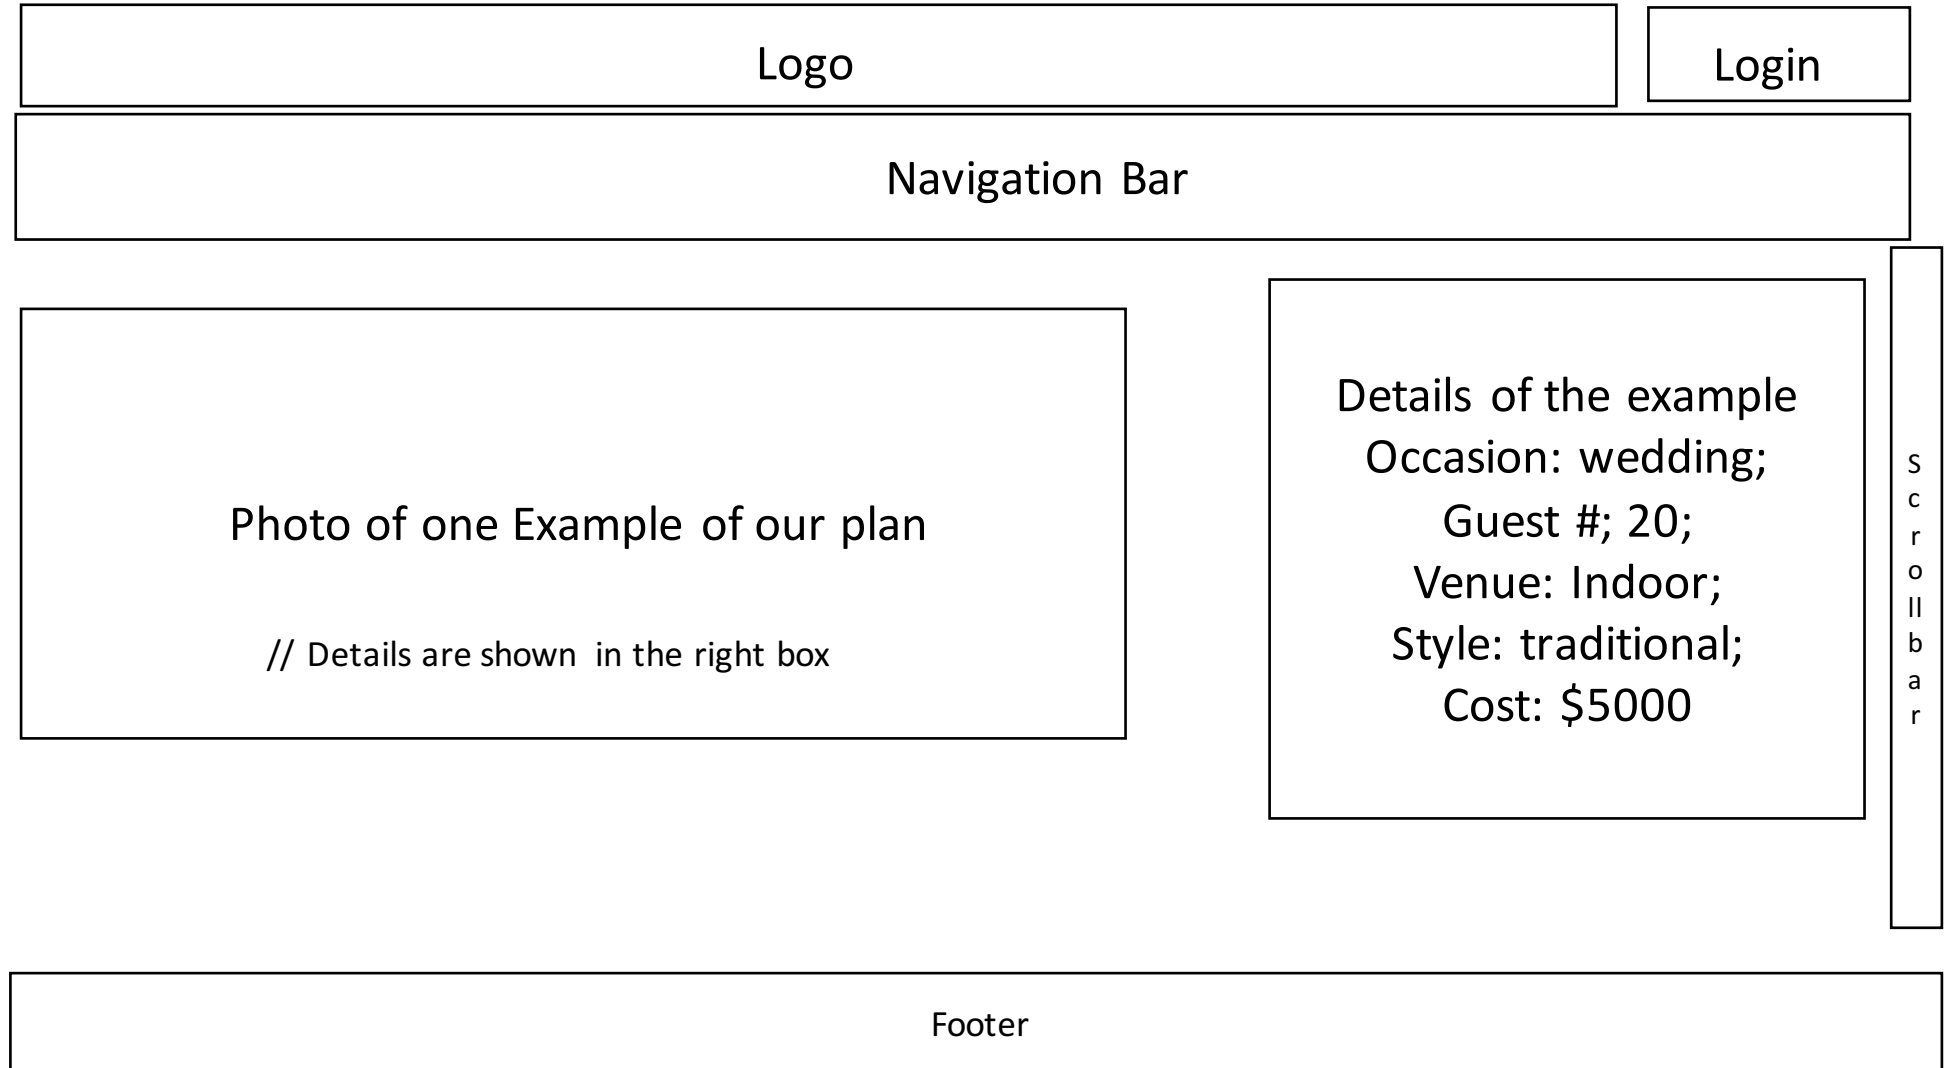 Logo
Login
Navigation Bar
Photo of one Example of our plan
// Details are shown in the right box
Details of the example
Occasion: wedding;
Guest #; 20;
Venue: Indoor;
Style: traditional;
Cost: $5000
S
c
r
o
ll
b
a
r
Footer